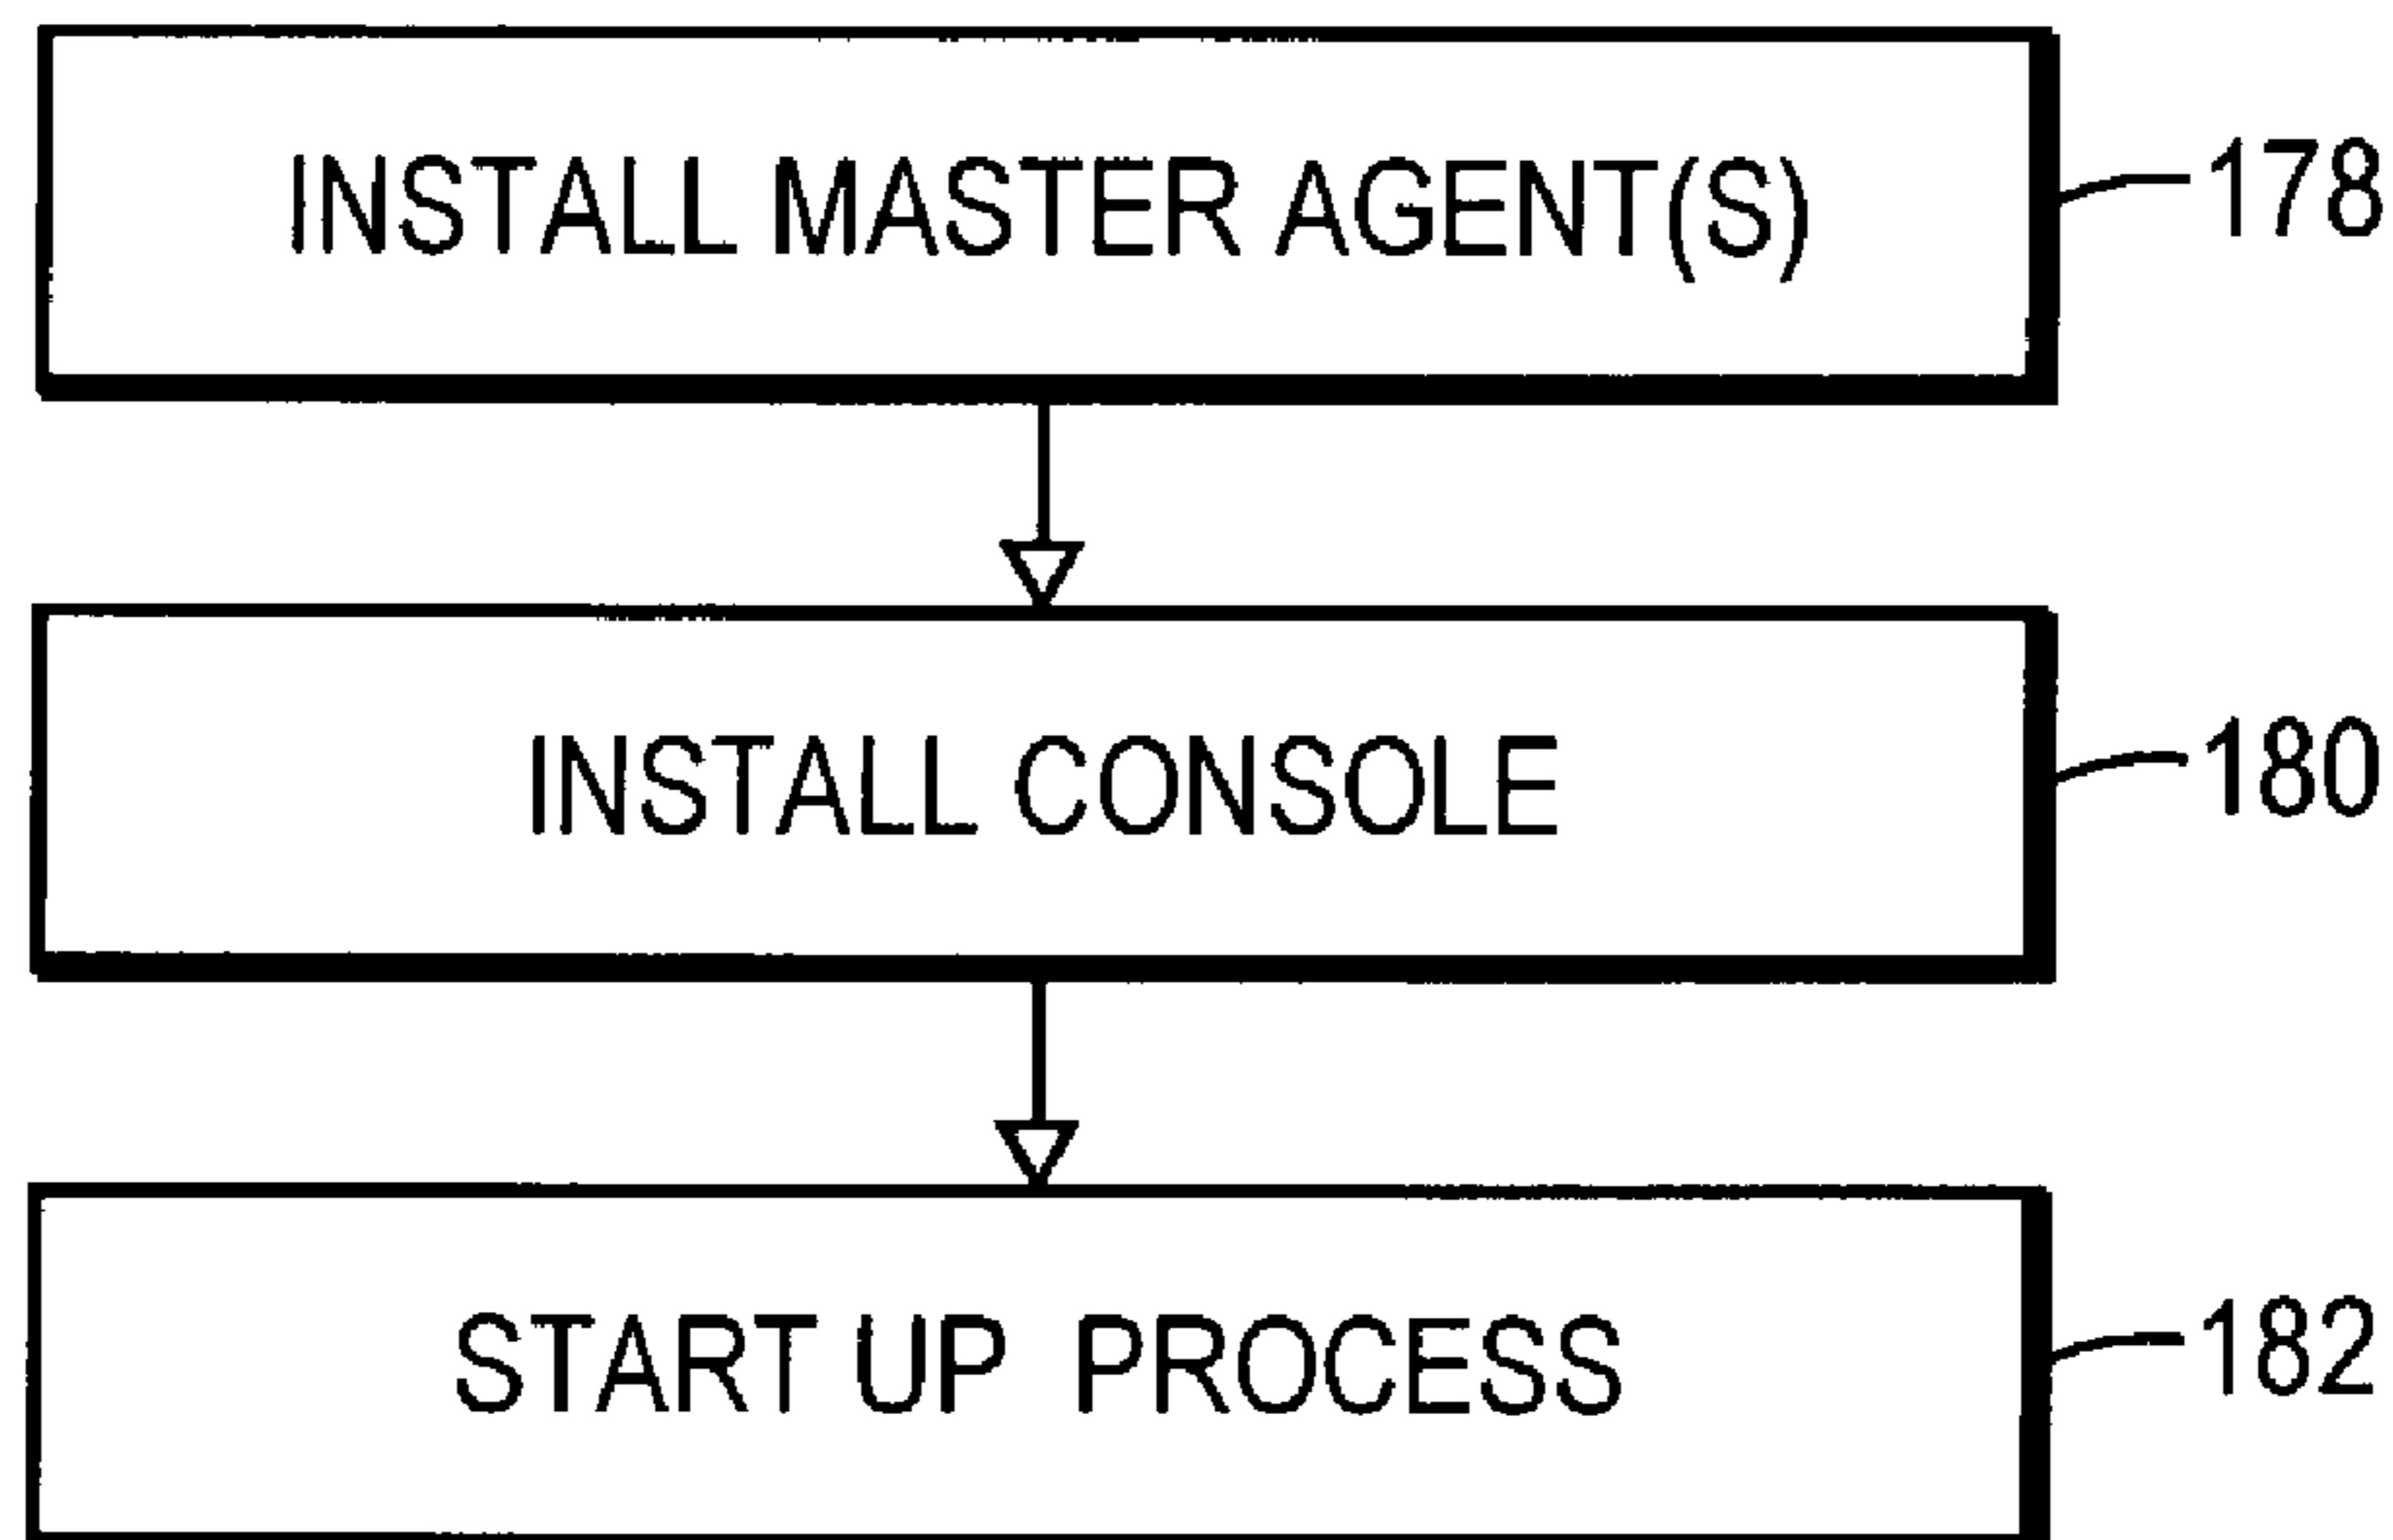 INSTALL MASTER AGENT(S)
178
INSTALL CONSOLE
180
START UP PROCESS
182